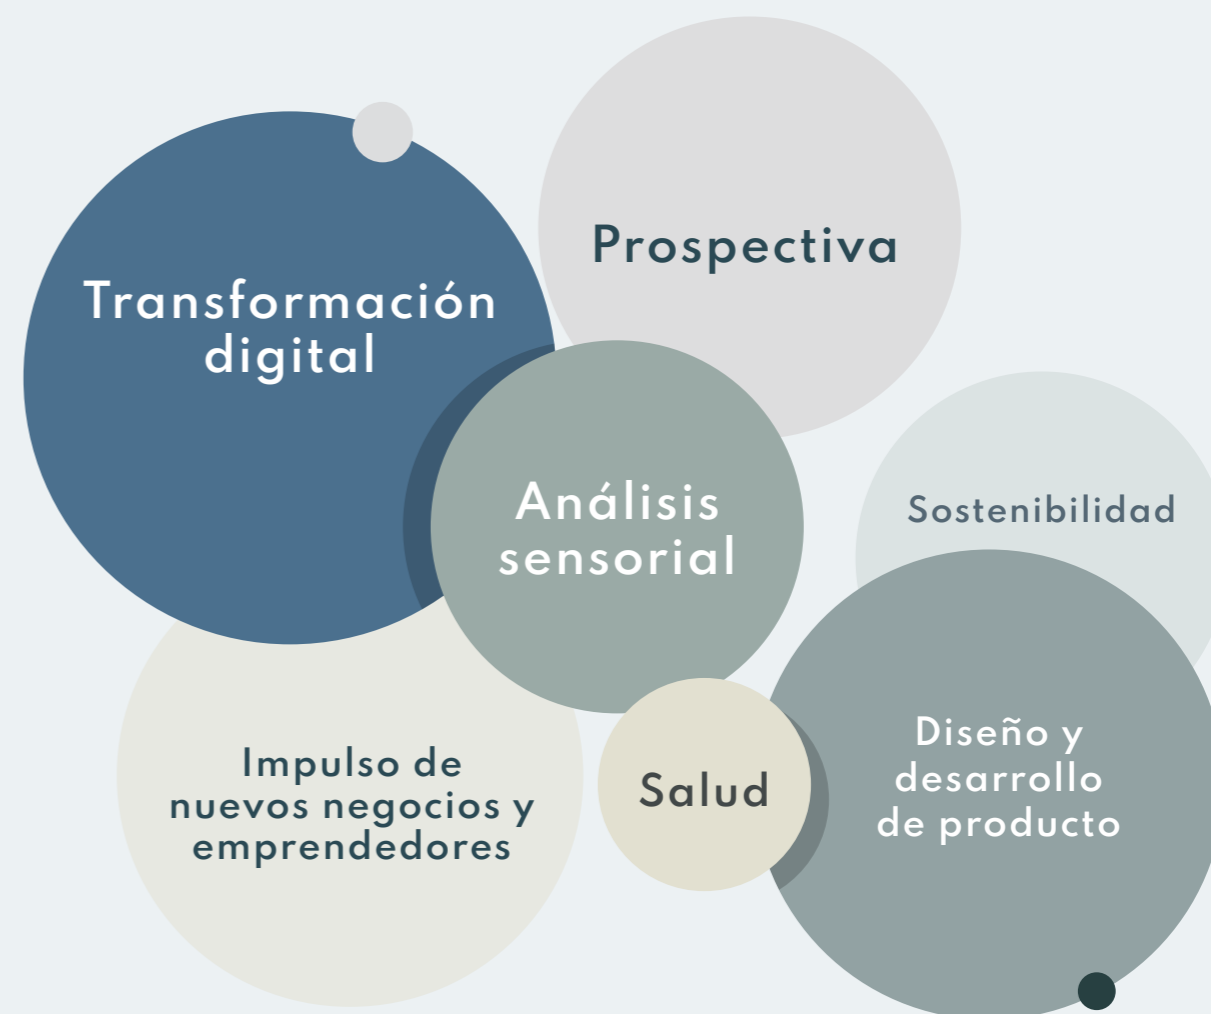 Prospectiva
Transformación
digital
Análisis
sensorial
Sostenibilidad
Impulso de
nuevos negocios y
emprendedores
Salud
Diseño y
desarrollo
de producto